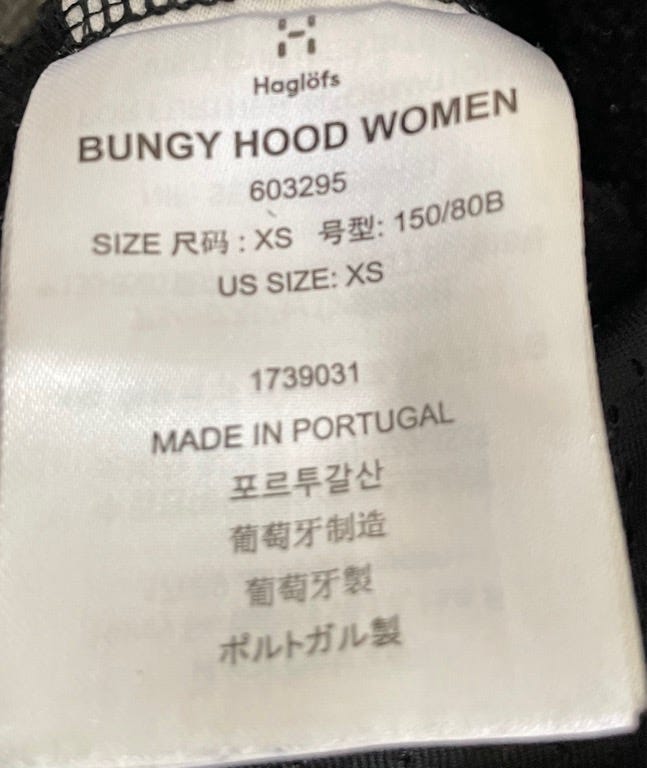 Haglöfs
BUNGY HOOD WOMEN
603295
SIZE 尺码 : XS 号型: 150/80B
US SIZE: XS
1739031
MADE IN PORTUGAL
포르투갈산
葡萄牙制造
葡萄牙製
ポルトガル製